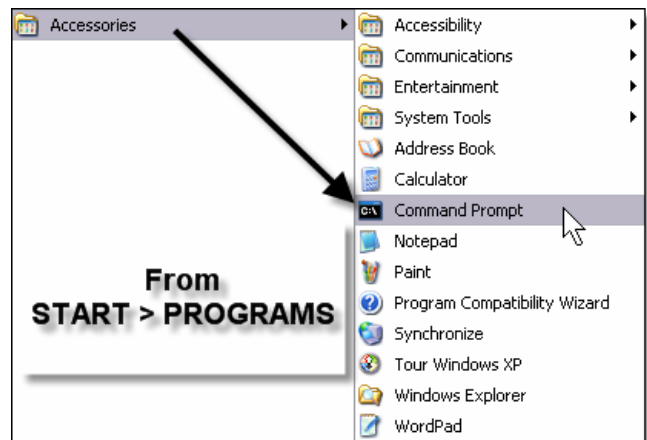 Accessories
Accessibility
Communications
Entertainment
System Tools
Address Book
Calculator
C:\
Command Prompt
Notepad
Paint
Program Compatibility Wizard
Synchronize
Tour Windows XP
Windows Explorer
WordPad
From
START > PROGRAMS